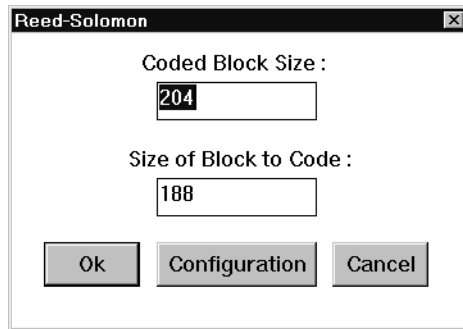 Reed-Solomon
Coded Block Size :
204
Size of Block to Code :
188
Ok Configuration Cancel